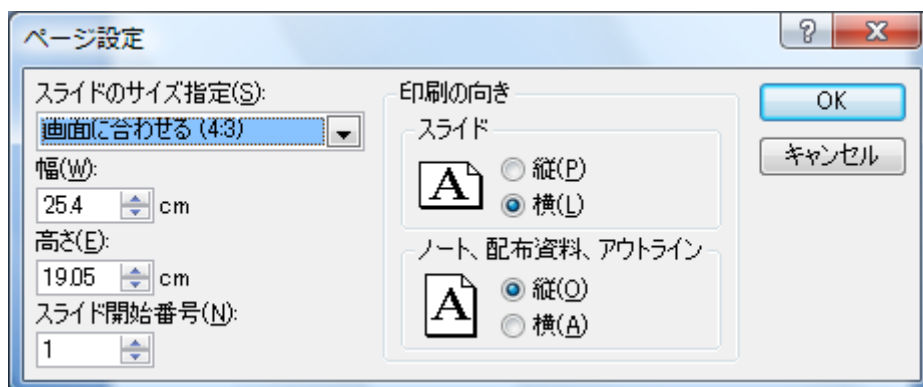 ページ設定
スライドのサイズ指定(S):
画面に合わせる (4:3)
幅(W):
25.4 cm
高さ(E):
19.05 cm
スライド開始番号(N):
1
印刷の向き
スライド
A
縦(P)
横(L)
ノート、配布資料、アウトライン
A
縦(O)
横(A)
OK
キャンセル